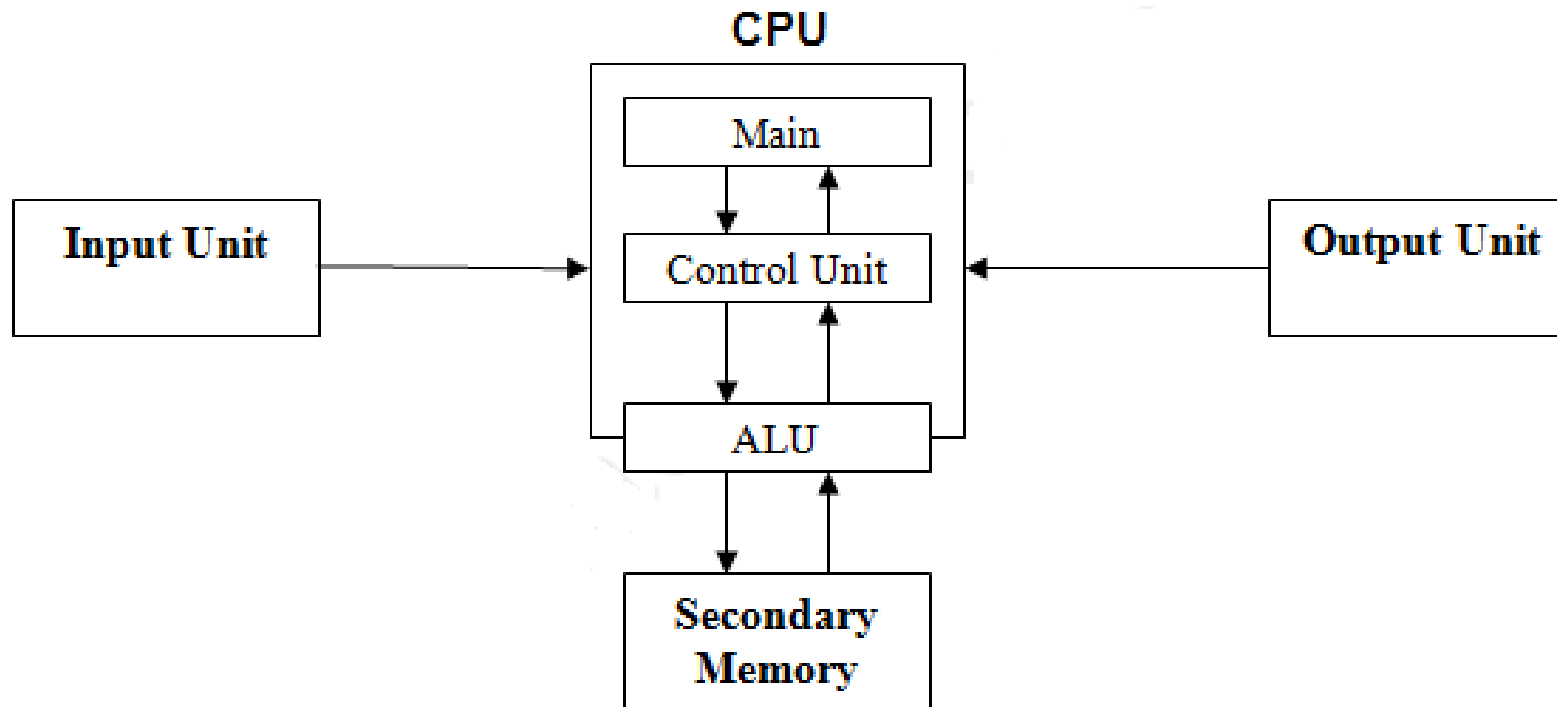 CPU
Main
Input Unit
Control Unit
Output Unit
ALU
Secondary
Memory